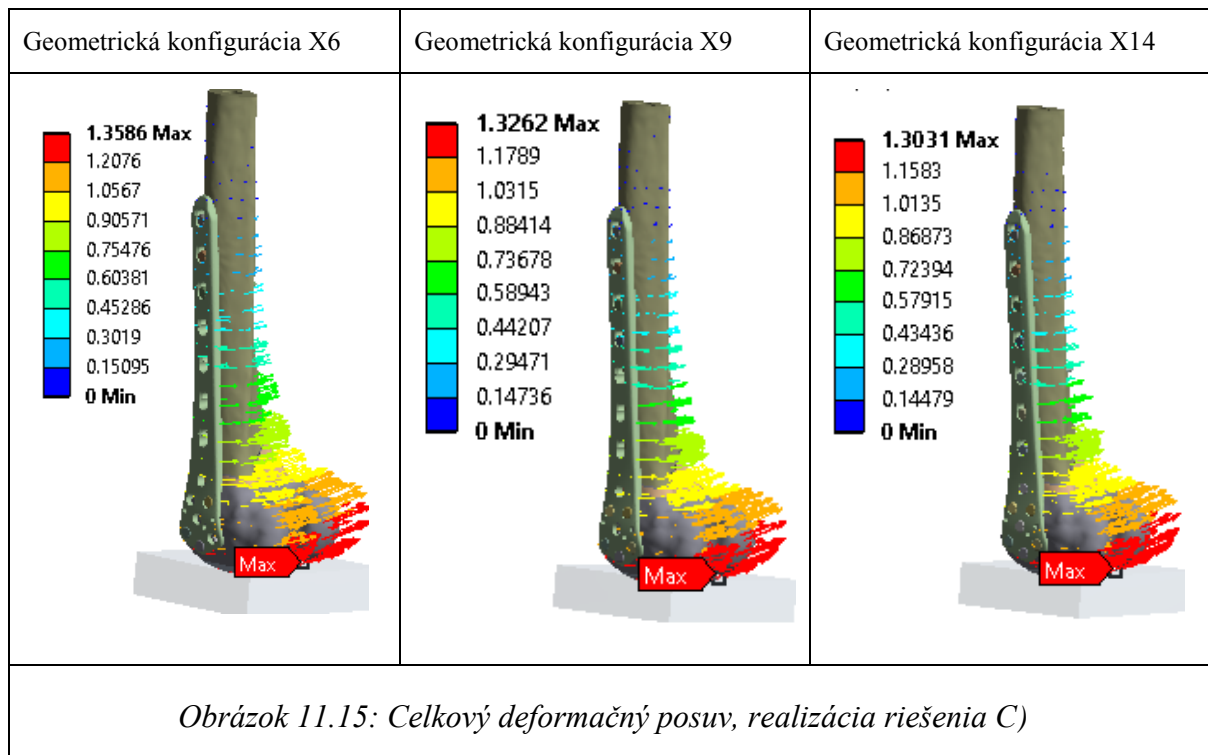 Geometrická konfigurácia X6
Geometrická konfigurácia X9
Geometrická konfigurácia X14
1.3586 Max
1.2076
1.0567
0.90571
0.75476
0.60381
0.45286
0.3019
0.15095
0 Min
Max
1.3262 Max
1.1789
1.0315
0.88414
0.73678
0.58943
0.44207
0.29471
0.14736
0 Min
Max
1.3031 Max
1.1583
1.0135
0.86873
0.72394
0.57915
0.43436
0.28958
0.14479
0 Min
Max
Obrázok 11.15: Celkový deformačný posuv, realizácia riešenia C)